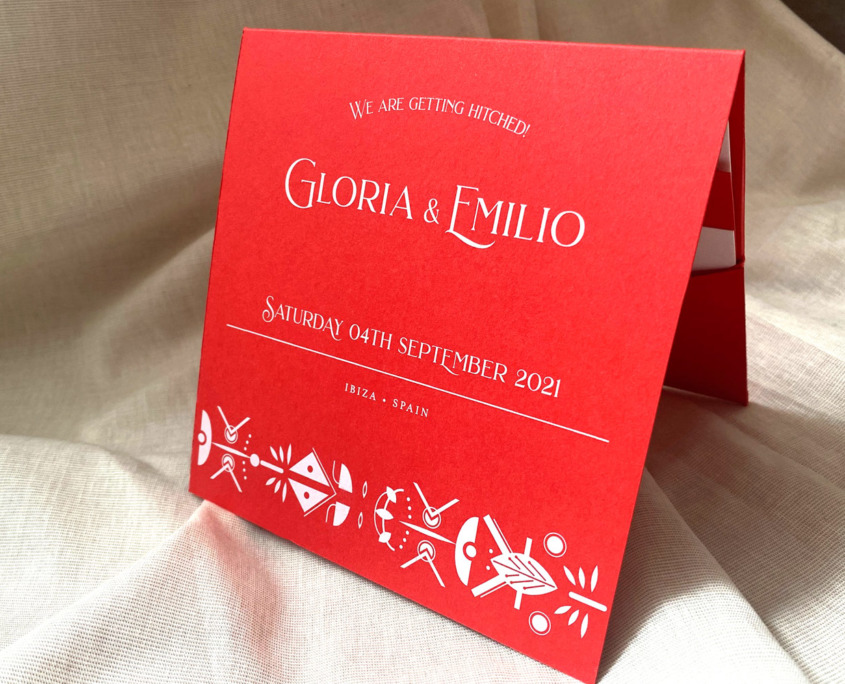 We are getting hitched!
Gloria & Emilio
Saturday 04th September 2021
IBIZA • SPAIN